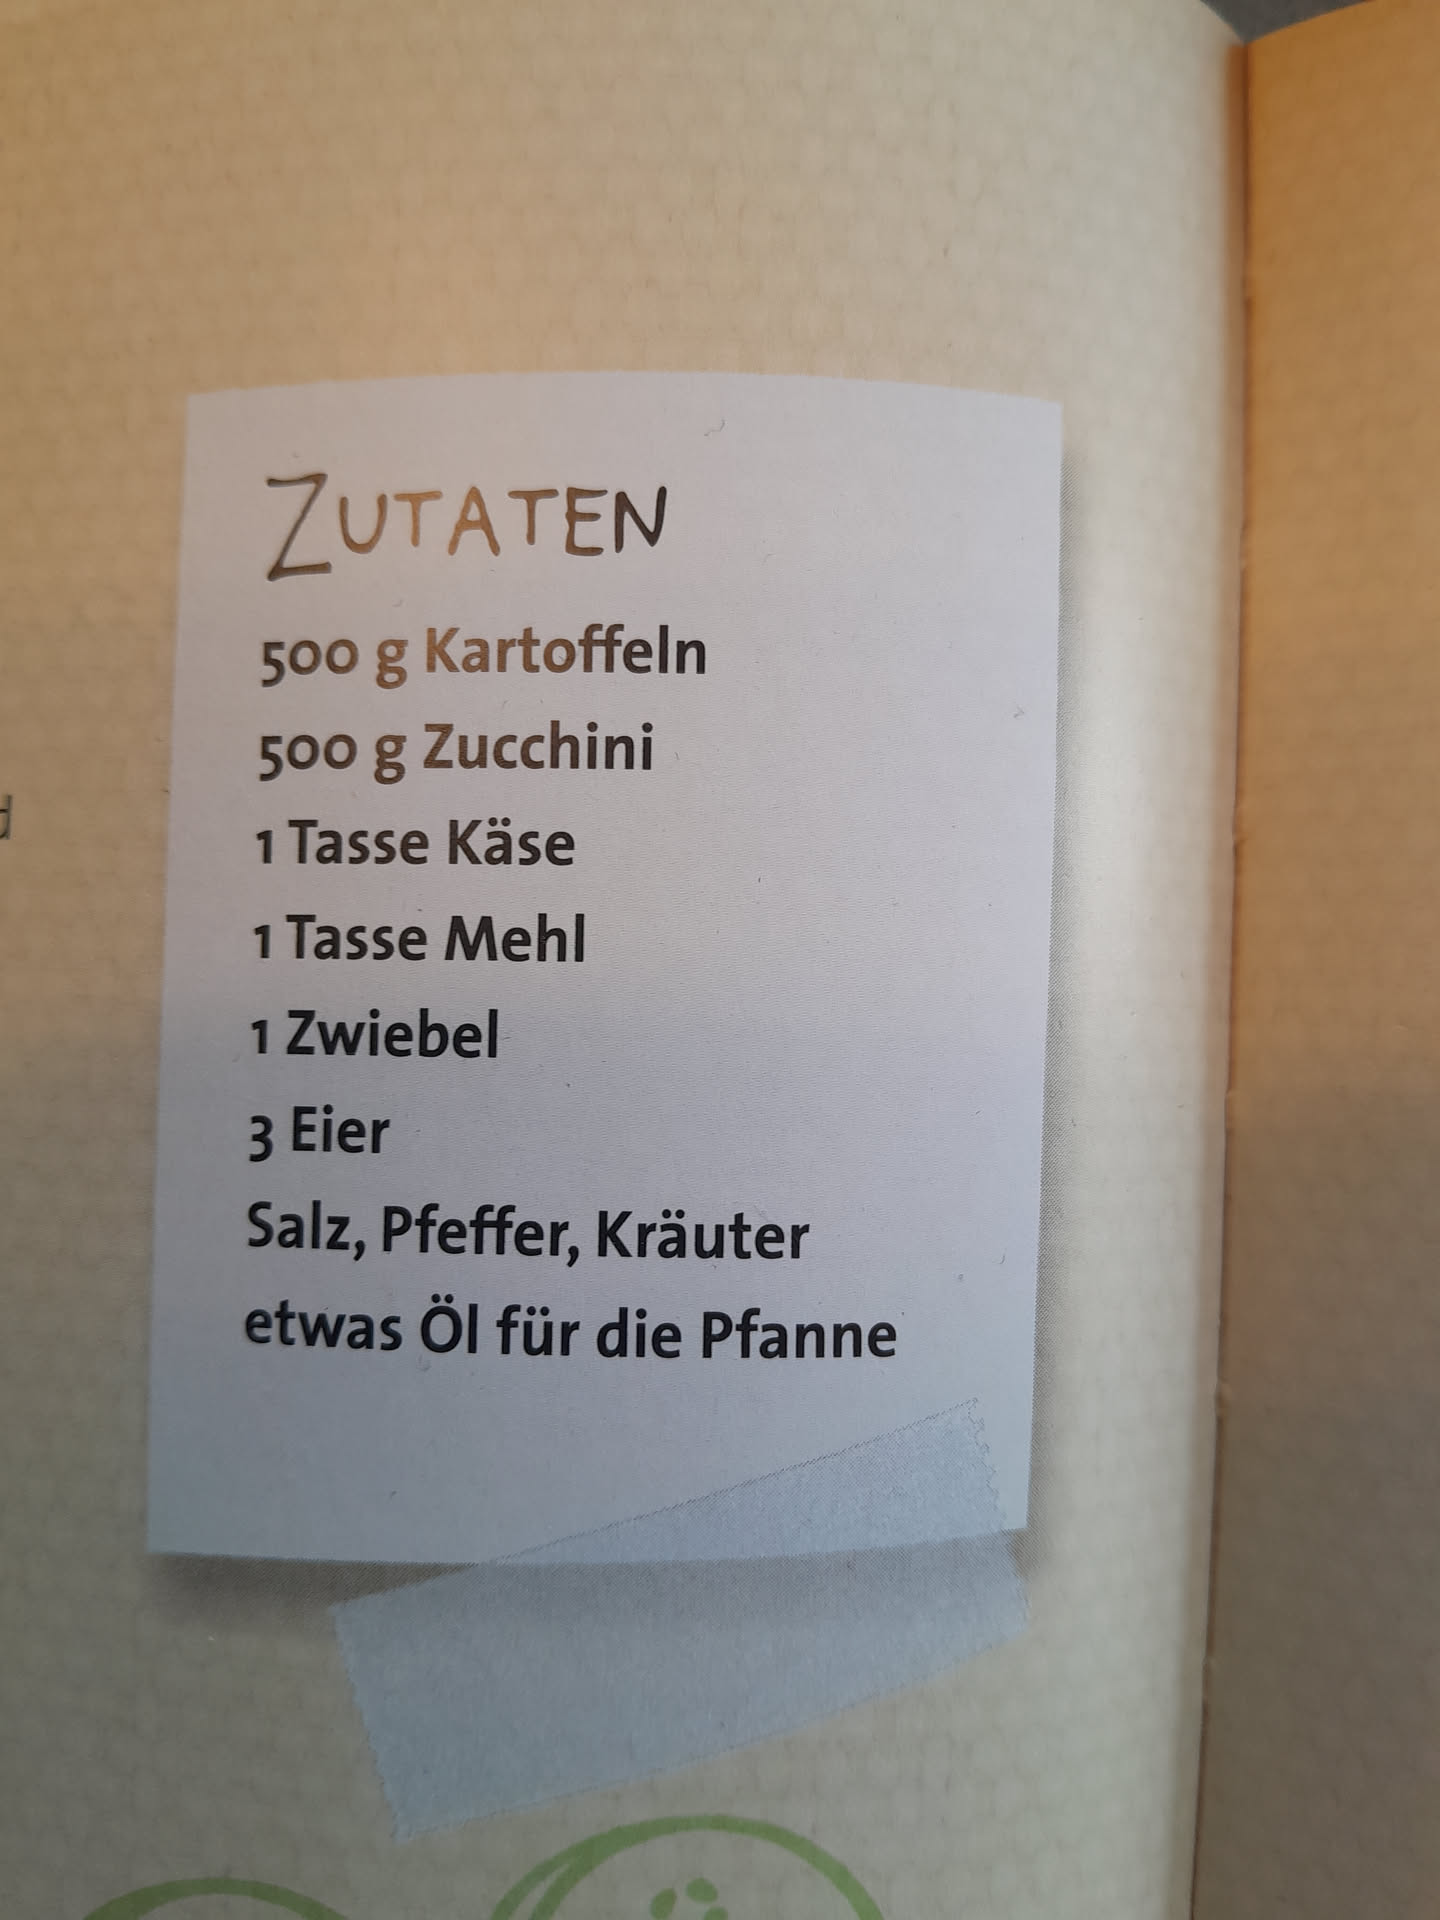 ZUTATEN
500 g Kartoffeln
500 g Zucchini
1 Tasse Käse
1 Tasse Mehl
1 Zwiebel
3 Eier
Salz, Pfeffer, Kräuter
etwas Öl für die Pfanne